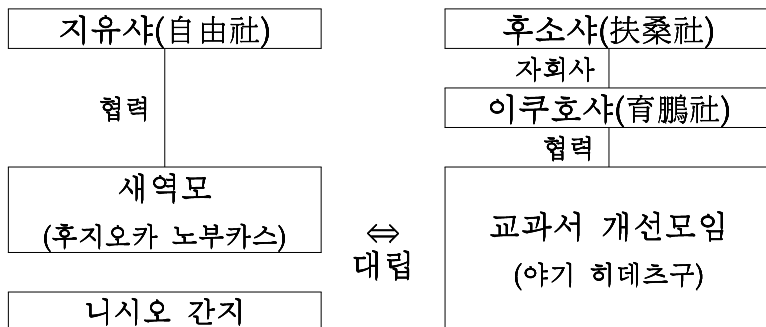 지유샤(自由社)
협력
새역모
(후지오카 노부카스)
니시오 간지
⇔
대립
후소샤(扶桑社)
자회사
이쿠호샤(育鵬社)
협력
교과서 개선모임
(야기 히데츠구)